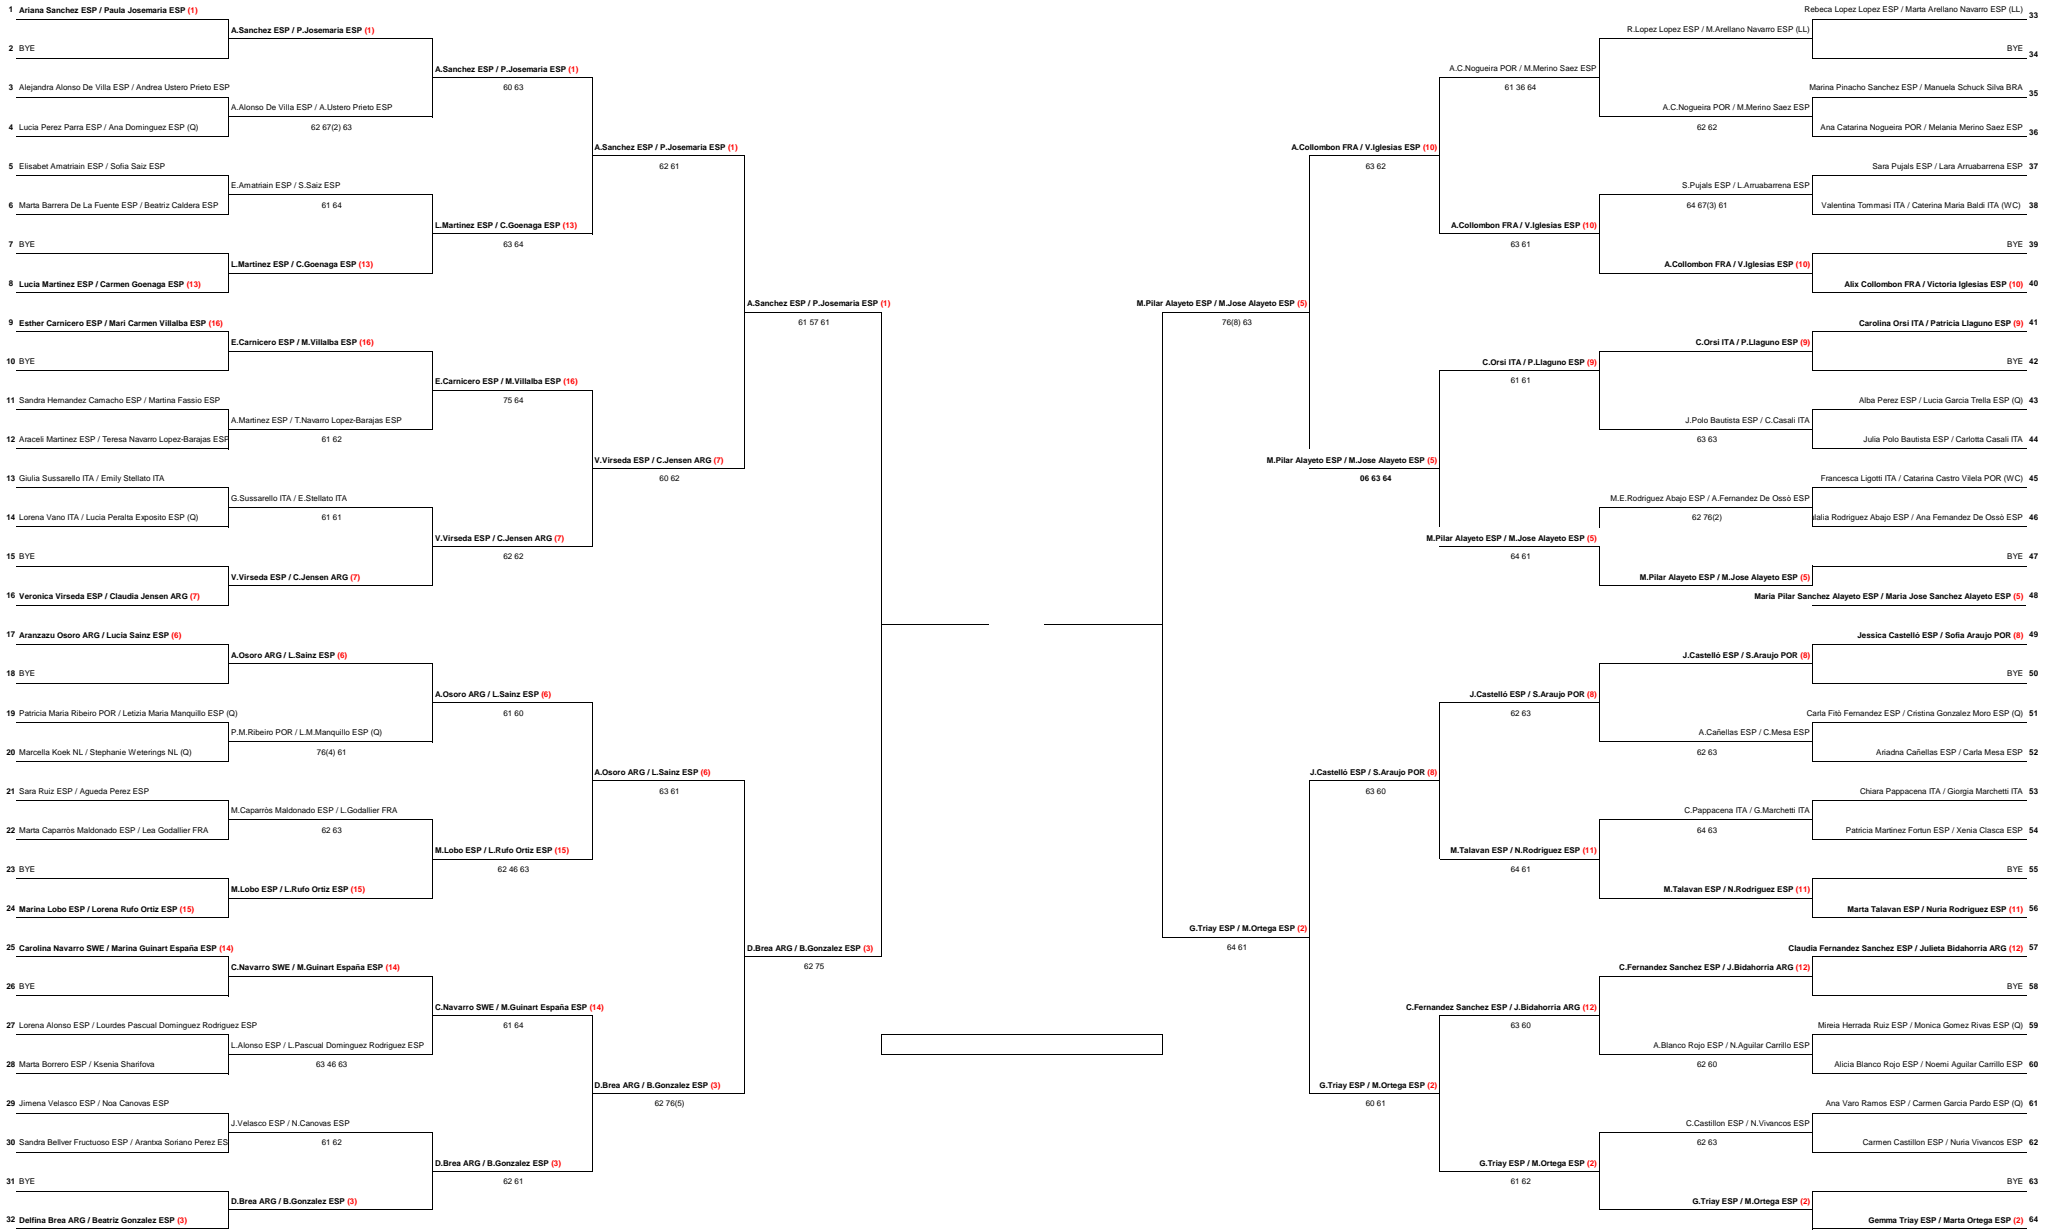 1 Ariana Sanchez ESP / Paula Josemaria ESP (1)
2 BYE
3 Alejandra Alonso De Villa ESP / Andrea Ustero Prieto ESP
4 Lucia Perez Parra ESP / Ana Dominguez ESP (Q)
5 Elisabet Amatriain ESP / Sofia Saiz ESP
6 Marta Barrera De La Fuente ESP / Beatriz Caldera ESP
7 BYE
8 Lucia Martinez ESP / Carmen Goenaga ESP (13)
9 Esther Carnicero ESP / Mari Carmen Villalba ESP (16)
10 BYE
11 Sandra Hernandez Camacho ESP / Martina Fassio ESP
12 Araceli Martinez ESP / Teresa Navarro Lopez-Barajas ESP
13 Giulia Sussarello ITA / Emily Stellato ITA
14 Lorena Vano ITA / Lucia Peralta Exposito ESP (Q)
15 BYE
16 Veronica Virseda ESP / Claudia Jensen ARG (7)
17 Aranzazu Osoro ARG / Lucia Sainz ESP (6)
18 BYE
19 Patricia Maria Ribeiro POR / Letizia Maria Manquillo ESP (Q)
20 Marcella Koek NL / Stephanie Weterings NL (Q)
21 Sara Ruiz ESP / Agueda Perez ESP
22 Marta Caparròs Maldonado ESP / Lea Godallier FRA
23 BYE
24 Marina Lobo ESP / Lorena Rufo Ortiz ESP (15)
25 Carolina Navarro SWE / Marina Guinart España ESP (14)
26 BYE
27 Lorena Alonso ESP / Lourdes Pascual Dominguez Rodriguez ESP
28 Marta Borrero ESP / Ksenia Sharifova
29 Jimena Velasco ESP / Noa Canovas ESP
30 Sandra Bellver Fructuoso ESP / Arantxa Soriano Perez ES
31 BYE
32 Delfina Brea ARG / Beatriz Gonzalez ESP (3)
A.Sanchez ESP / P.Josemaria ESP (1)
A.Alonso De Villa ESP / A.Ustero Prieto ESP
62 67(2) 63
E.Amatriain ESP / S.Saiz ESP
61 64
L.Martinez ESP / C.Goenaga ESP (13)
E.Carnicero ESP / M.Villalba ESP (16)
A.Martinez ESP / T.Navarro Lopez-Barajas ESP
61 62
G.Sussarello ITA / E.Stellato ITA
61 61
V.Virseda ESP / C.Jensen ARG (7)
A.Osoro ARG / L.Sainz ESP (6)
P.M.Ribeiro POR / L.M.Manquillo ESP (Q)
76(4) 61
M.Caparròs Maldonado ESP / L.Godallier FRA
62 63
M.Lobo ESP / L.Rufo Ortiz ESP (15)
C.Navarro SWE / M.Guinart España ESP (14)
L.Alonso ESP / L.Pascual Dominguez Rodriguez ESP
63 46 63
J.Velasco ESP / N.Canovas ESP
61 62
D.Brea ARG / B.Gonzalez ESP (3)
A.Sanchez ESP / P.Josemaria ESP (1)
60 63
L.Martinez ESP / C.Goenaga ESP (13)
63 64
E.Carnicero ESP / M.Villalba ESP (16)
75 64
V.Virseda ESP / C.Jensen ARG (7)
62 62
A.Osoro ARG / L.Sainz ESP (6)
61 60
M.Lobo ESP / L.Rufo Ortiz ESP (15)
62 46 63
C.Navarro SWE / M.Guinart España ESP (14)
61 64
D.Brea ARG / B.Gonzalez ESP (3)
62 61
A.Sanchez ESP / P.Josemaria ESP (1)
62 61
V.Virseda ESP / C.Jensen ARG (7)
60 62
A.Osoro ARG / L.Sainz ESP (6)
63 61
D.Brea ARG / B.Gonzalez ESP (3)
62 76(5)
A.Sanchez ESP / P.Josemaria ESP (1)
61 57 61
D.Brea ARG / B.Gonzalez ESP (3)
62 75
M.Pilar Alayeto ESP / M.Jose Alayeto ESP (5)
76(8) 63
G.Triay ESP / M.Ortega ESP (2)
64 61
A.Collombon FRA / V.Iglesias ESP (10)
63 62
M.Pilar Alayeto ESP / M.Jose Alayeto ESP (5)
06 63 64
J.Castelló ESP / S.Araujo POR (8)
63 60
G.Triay ESP / M.Ortega ESP (2)
60 61
A.C.Nogueira POR / M.Merino Saez ESP
61 36 64
A.Collombon FRA / V.Iglesias ESP (10)
63 61
C.Orsi ITA / P.Llaguno ESP (9)
61 61
M.Pilar Alayeto ESP / M.Jose Alayeto ESP (5)
64 61
J.Castelló ESP / S.Araujo POR (8)
62 63
M.Talavan ESP / N.Rodriguez ESP (11)
64 61
C.Fernandez Sanchez ESP / J.Bidahorria ARG (12)
63 60
G.Triay ESP / M.Ortega ESP (2)
61 62
R.Lopez Lopez ESP / M.Arellano Navarro ESP (LL)
A.C.Nogueira POR / M.Merino Saez ESP
62 62
S.Pujals ESP / L.Arruabarrena ESP
64 67(3) 61
A.Collombon FRA / V.Iglesias ESP (10)
C.Orsi ITA / P.Llaguno ESP (9)
J.Polo Bautista ESP / C.Casali ITA
63 63
M.E.Rodriguez Abajo ESP / A.Fernandez De Ossò ESP
62 76(2)
M.Pilar Alayeto ESP / M.Jose Alayeto ESP (5)
J.Castelló ESP / S.Araujo POR (8)
A.Cañellas ESP / C.Mesa ESP
62 63
C.Pappacena ITA / G.Marchetti ITA
64 63
M.Talavan ESP / N.Rodriguez ESP (11)
C.Fernandez Sanchez ESP / J.Bidahorria ARG (12)
A.Blanco Rojo ESP / N.Aguilar Carrillo ESP
62 60
C.Castillon ESP / N.Vivancos ESP
62 63
G.Triay ESP / M.Ortega ESP (2)
Rebeca Lopez Lopez ESP / Marta Arellano Navarro ESP (LL) 33
BYE 34
Marina Pinacho Sanchez ESP / Manuela Schuck Silva BRA 35
Ana Catarina Nogueira POR / Melania Merino Saez ESP 36
Sara Pujals ESP / Lara Arruabarrena ESP 37
Valentina Tommasi ITA / Caterina Maria Baldi ITA (WC) 38
BYE 39
Alix Collombon FRA / Victoria Iglesias ESP (10) 40
Carolina Orsi ITA / Patricia Llaguno ESP (9) 41
BYE 42
Alba Perez ESP / Lucia Garcia Trella ESP (Q) 43
Julia Polo Bautista ESP / Carlotta Casali ITA 44
Francesca Ligotti ITA / Catarina Castro Vilela POR (WC) 45
Rodriguez Abajo ESP / Ana Fernandez De Ossò ESP 46
BYE 47
Maria Pilar Sanchez Alayeto ESP / Maria Jose Sanchez Alayeto ESP (5) 48
Jessica Castelló ESP / Sofia Araujo POR (8) 49
BYE 50
Carla Fitò Fernandez ESP / Cristina Gonzalez Moro ESP (Q) 51
Ariadna Cañellas ESP / Carla Mesa ESP 52
Chiara Pappacena ITA / Giorgia Marchetti ITA 53
Patricia Martinez Fortun ESP / Xenia Clasca ESP 54
BYE 55
Marta Talavan ESP / Nuria Rodriguez ESP (11) 56
Claudia Fernandez Sanchez ESP / Julieta Bidahorria ARG (12) 57
BYE 58
Mireia Herrada Ruiz ESP / Monica Gomez Rivas ESP (Q) 59
Alicia Blanco Rojo ESP / Noemi Aguilar Carrillo ESP 60
Ana Varo Ramos ESP / Carmen Garcia Pardo ESP (Q) 61
Carmen Castillon ESP / Nuria Vivancos ESP 62
BYE 63
Gemma Triay ESP / Marta Ortega ESP (2) 64